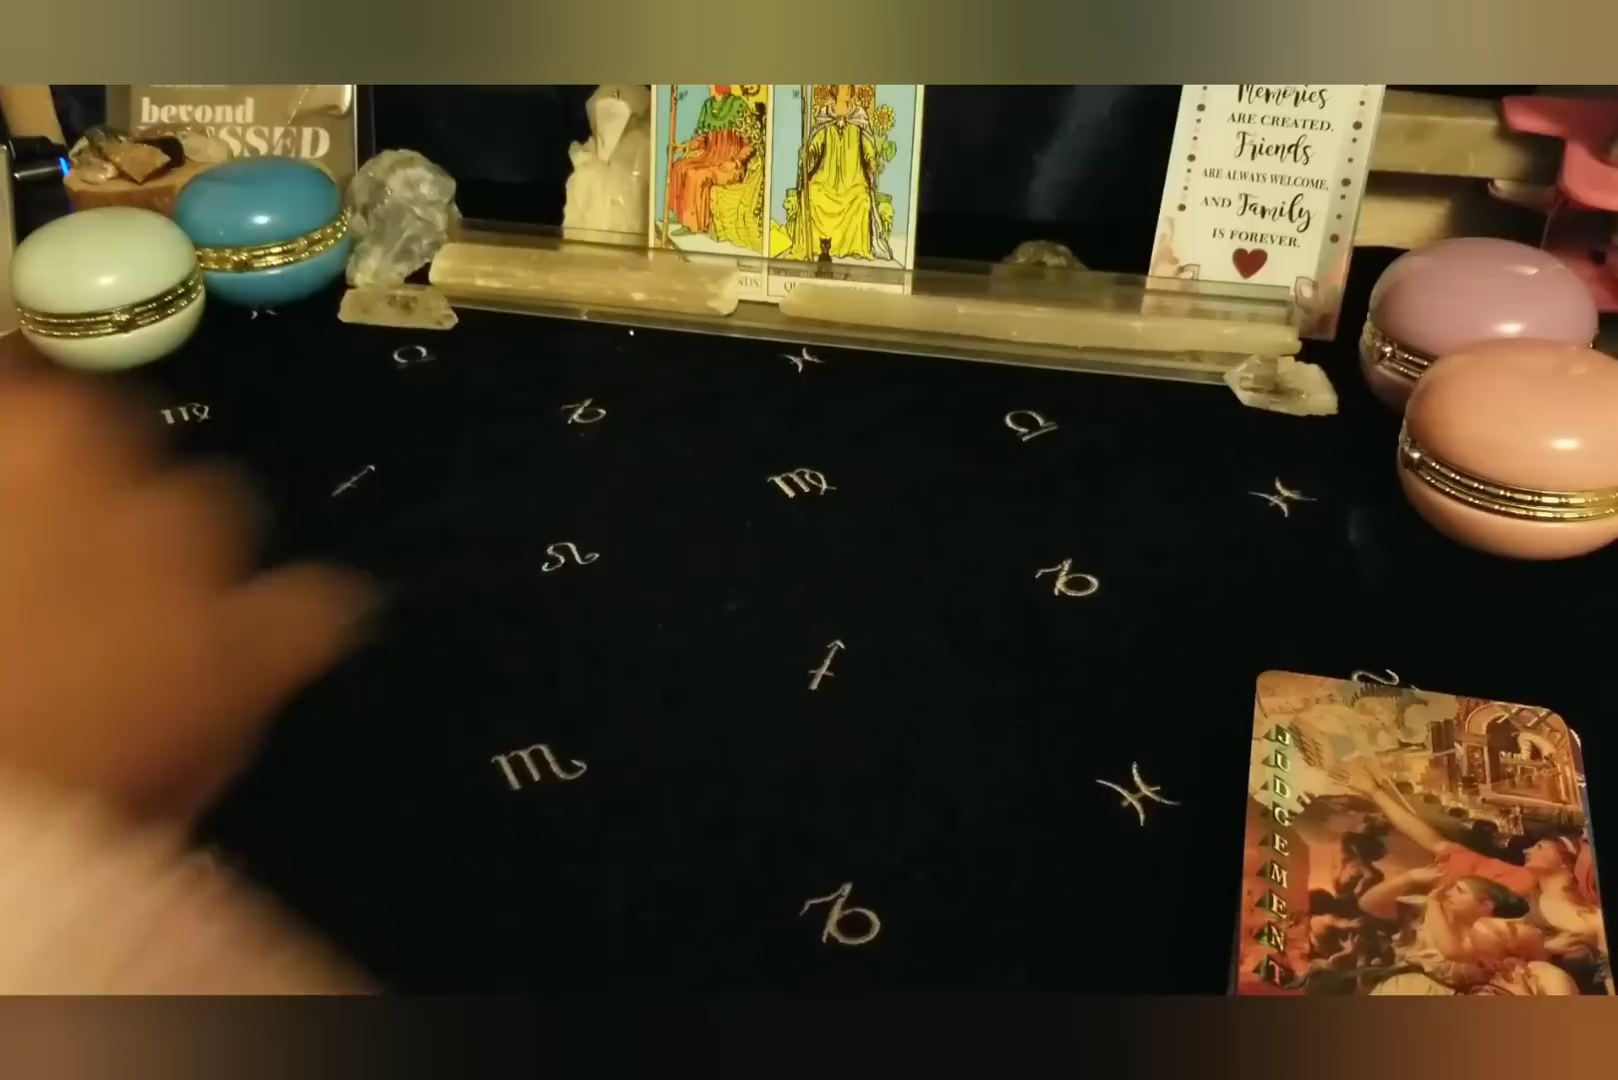 beyond
Memories
ARE CREATED,
Friends
ARE ALWAYS WELCOME,
AND Family
IS FOREVER.
JUDGEMENT